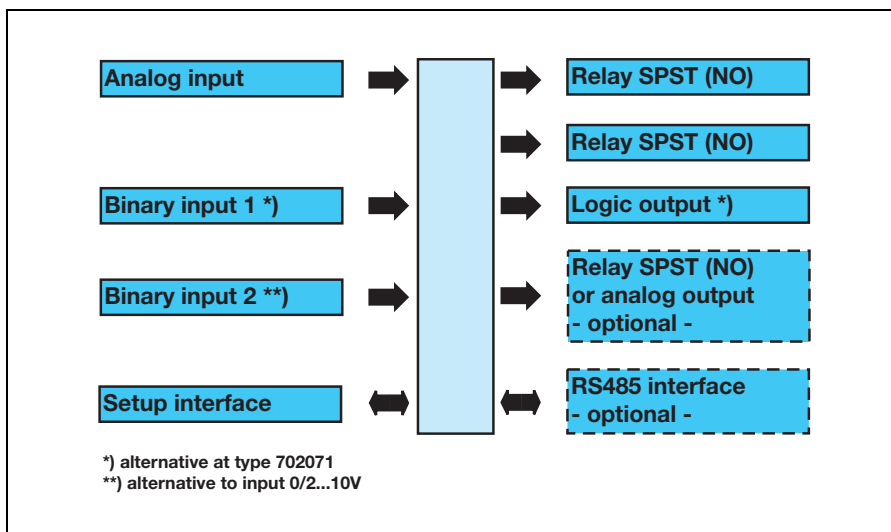 Analog input
Relay SPST (NO)
Relay SPST (NO)
Binary input 1 *)
Logic output *)
Binary input 2 **)
Relay SPST (NO)
or analog output
- optional -
Setup interface
RS485 interface
- optional -
*) alternative at type 702071
**) alternative to input 0/2...10V